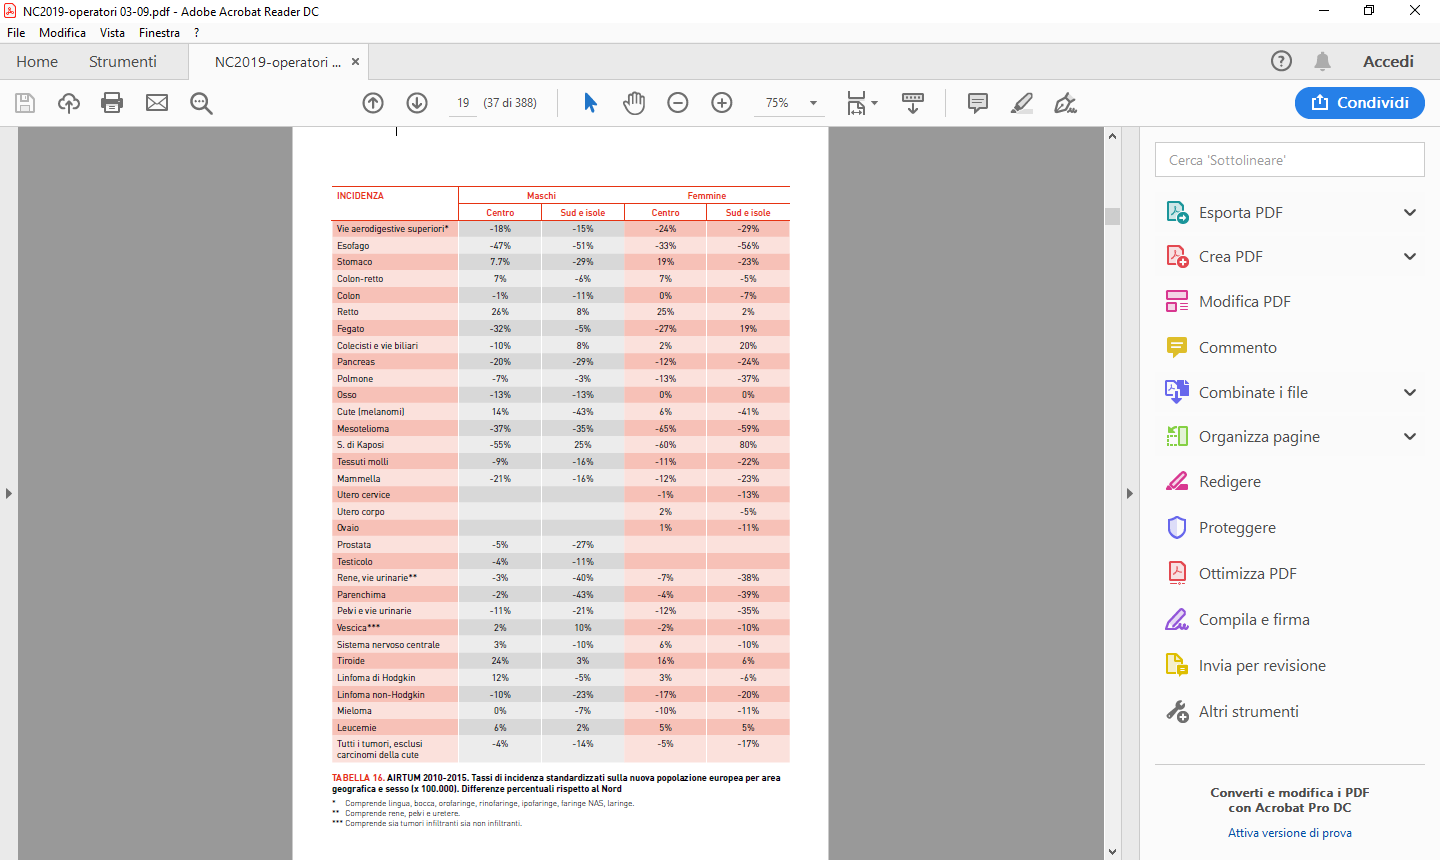 NC2019-operatori 03-09.pdf - Adobe Acrobat Reader DC
File Modifica Vista Finestra ?
Home Strumenti NC2019-operatori ... × Accedi
19 (37 di 388) 75% Condividi
INCIDENZA Maschi Femmine
Centro Sud e isole Centro Sud e isole
Vie aerodigestive superiori* -18% -15% -24% -29%
Esofago -47% -51% -33% -56%
Stomaco 7.7% -29% 19% -23%
Colon-retto 7% -6% 7% -5%
Colon -1% -11% 0% -7%
Retto 26% 8% 25% 2%
Fegato -32% -5% -27% 19%
Colecisti e vie biliari -10% 8% 2% 20%
Pancreas -20% -29% -12% -24%
Polmone -7% -3% -13% -37%
Osso -13% -13% 0% 0%
Cute (melanomi) 14% -43% 6% -41%
Mesotelioma -37% -35% -65% -59%
S. di Kaposi -55% 25% -60% 80%
Tessuti molli -9% -16% -11% -22%
Mammella -21% -16% -12% -23%
Utero cervice -1% -13%
Utero corpo 2% -5%
Ovaio 1% -11%
Prostata -5% -27%
Testicolo -4% -11%
Rene, vie urinarie** -3% -40% -7% -38%
Parenchima -2% -43% -4% -39%
Pelvi e vie urinarie -11% -21% -12% -35%
Vescica*** 2% 10% -2% -10%
Sistema nervoso centrale 3% -10% 6% -10%
Tiroide 24% 3% 16% 6%
Linfoma di Hodgkin 12% -5% 3% -6%
Linfoma non-Hodgkin -10% -23% -17% -20%
Mieloma 0% -7% -10% -11%
Leucemie 6% 2% 5% 5%
Tutti i tumori, esclusi -4% -14% -5% -17%
carcinomi della cute
TABELLA 16. AIRTUM 2010-2015. Tassi di incidenza standardizzati sulla nuova popolazione europea per area
geografica e sesso (x 100.000). Differenze percentuali rispetto al Nord
* Comprende lingua, bocca, orofaringe, rinofaringe, ipofaringe, faringe NAS, laringe.
** Comprende rene, pelvi e uretere.
*** Comprende sia tumori infiltranti sia non infiltranti.
Cerca 'Sottolineare'
Esporta PDF
Crea PDF
Modifica PDF
Commento
Combinate i file
Organizza pagine
Redigere
Proteggere
Ottimizza PDF
Compila e firma
Invia per revisione
Altri strumenti
Converti e modifica i PDF
con Acrobat Pro DC
Attiva versione di prova